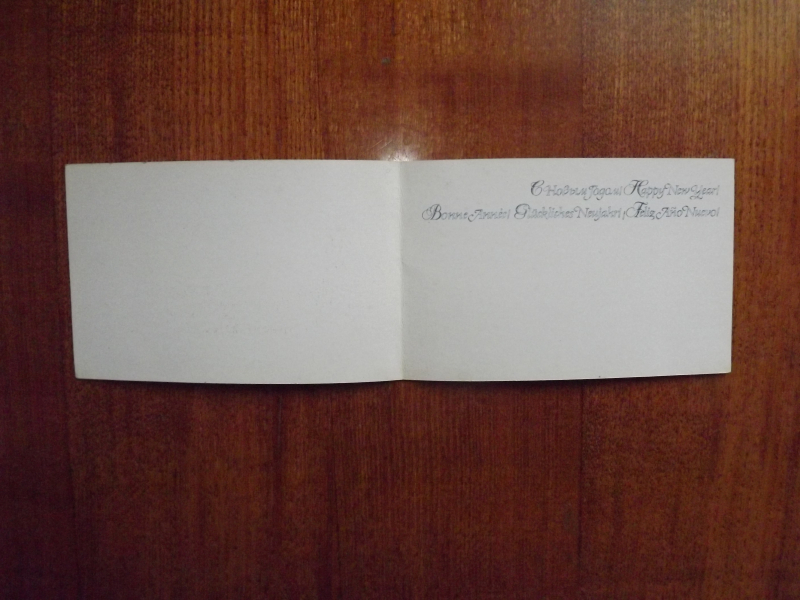 С Новым Годом! Happy New Year!
Bonne Année! Glückliches Neujahr! ¡Feliz Año Nuevo!